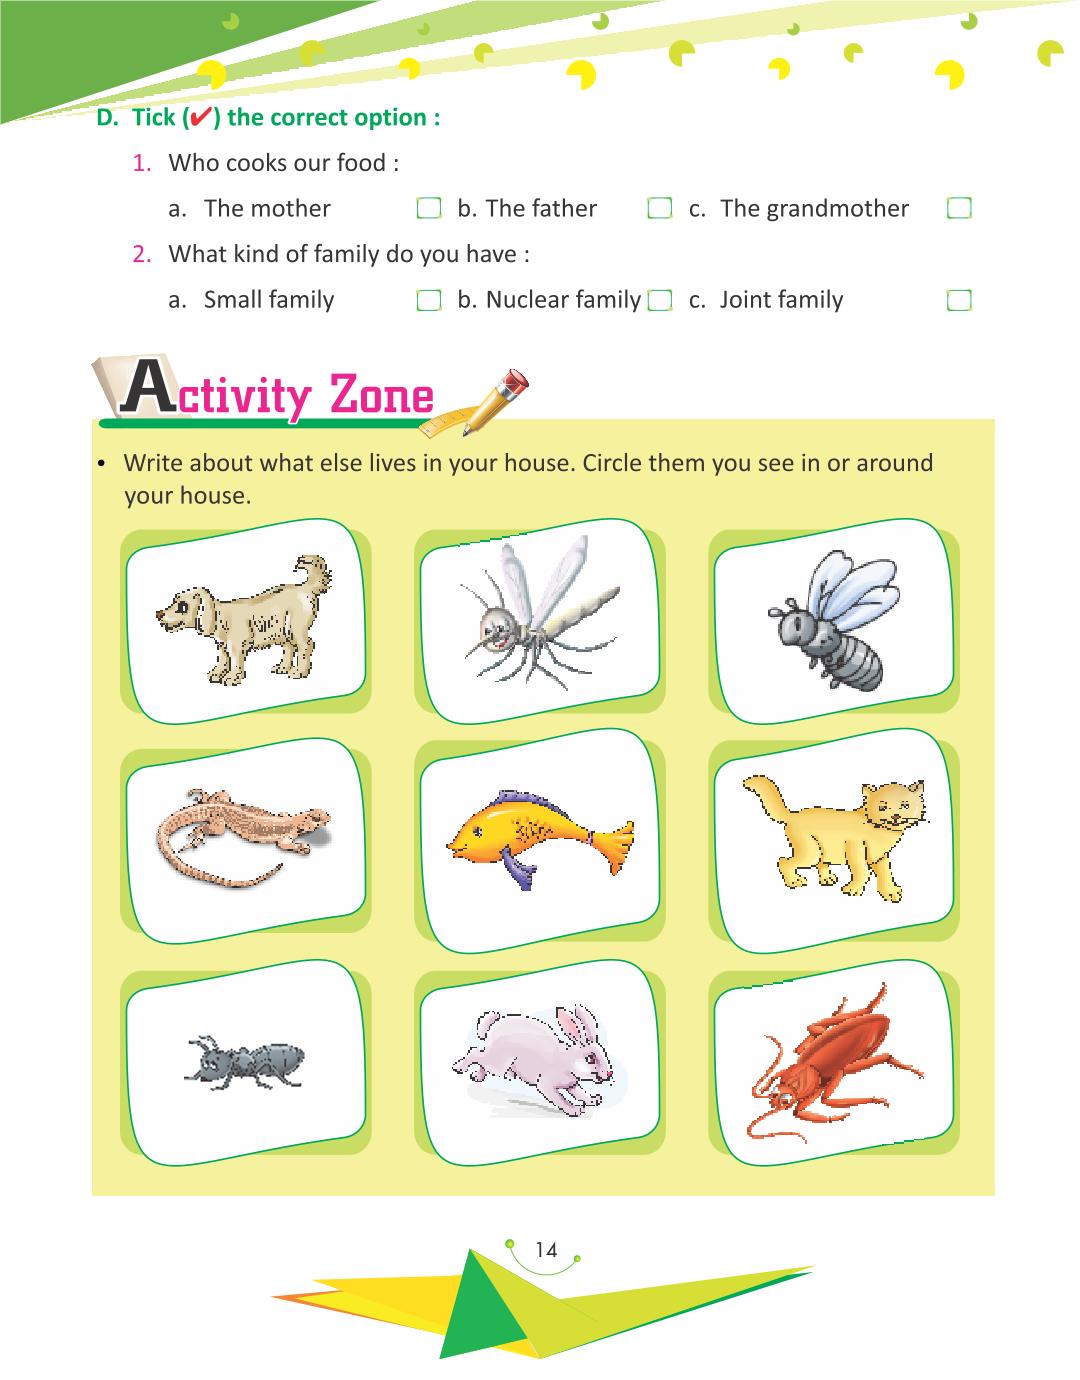 D. Tick (✔) the correct option :
1. Who cooks our food :
a. The mother b. The father c. The grandmother
2. What kind of family do you have :
a. Small family b. Nuclear family c. Joint family
Activity Zone
• Write about what else lives in your house. Circle them you see in or around
your house.
14